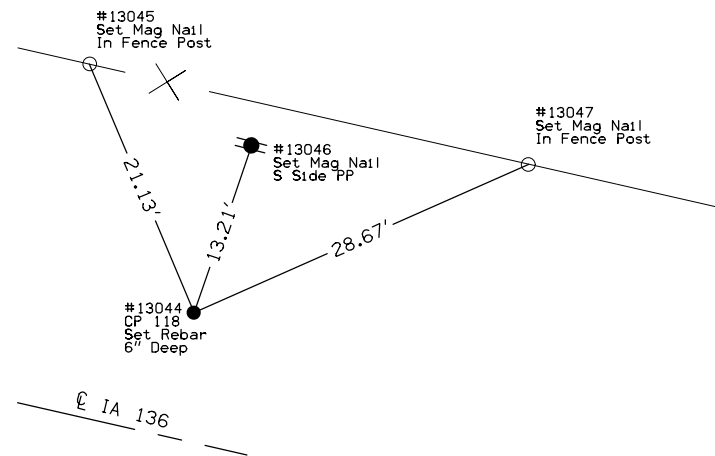 #13045
Set Mag Nail
In Fence Post
#13047
Set Mag Nail
In Fence Post
#13046
Set Mag Nail
S Side PP
21.13'
13.21'
28.67'
#13044
CP 118
Set Rebar
6" Deep
℄ IA 136